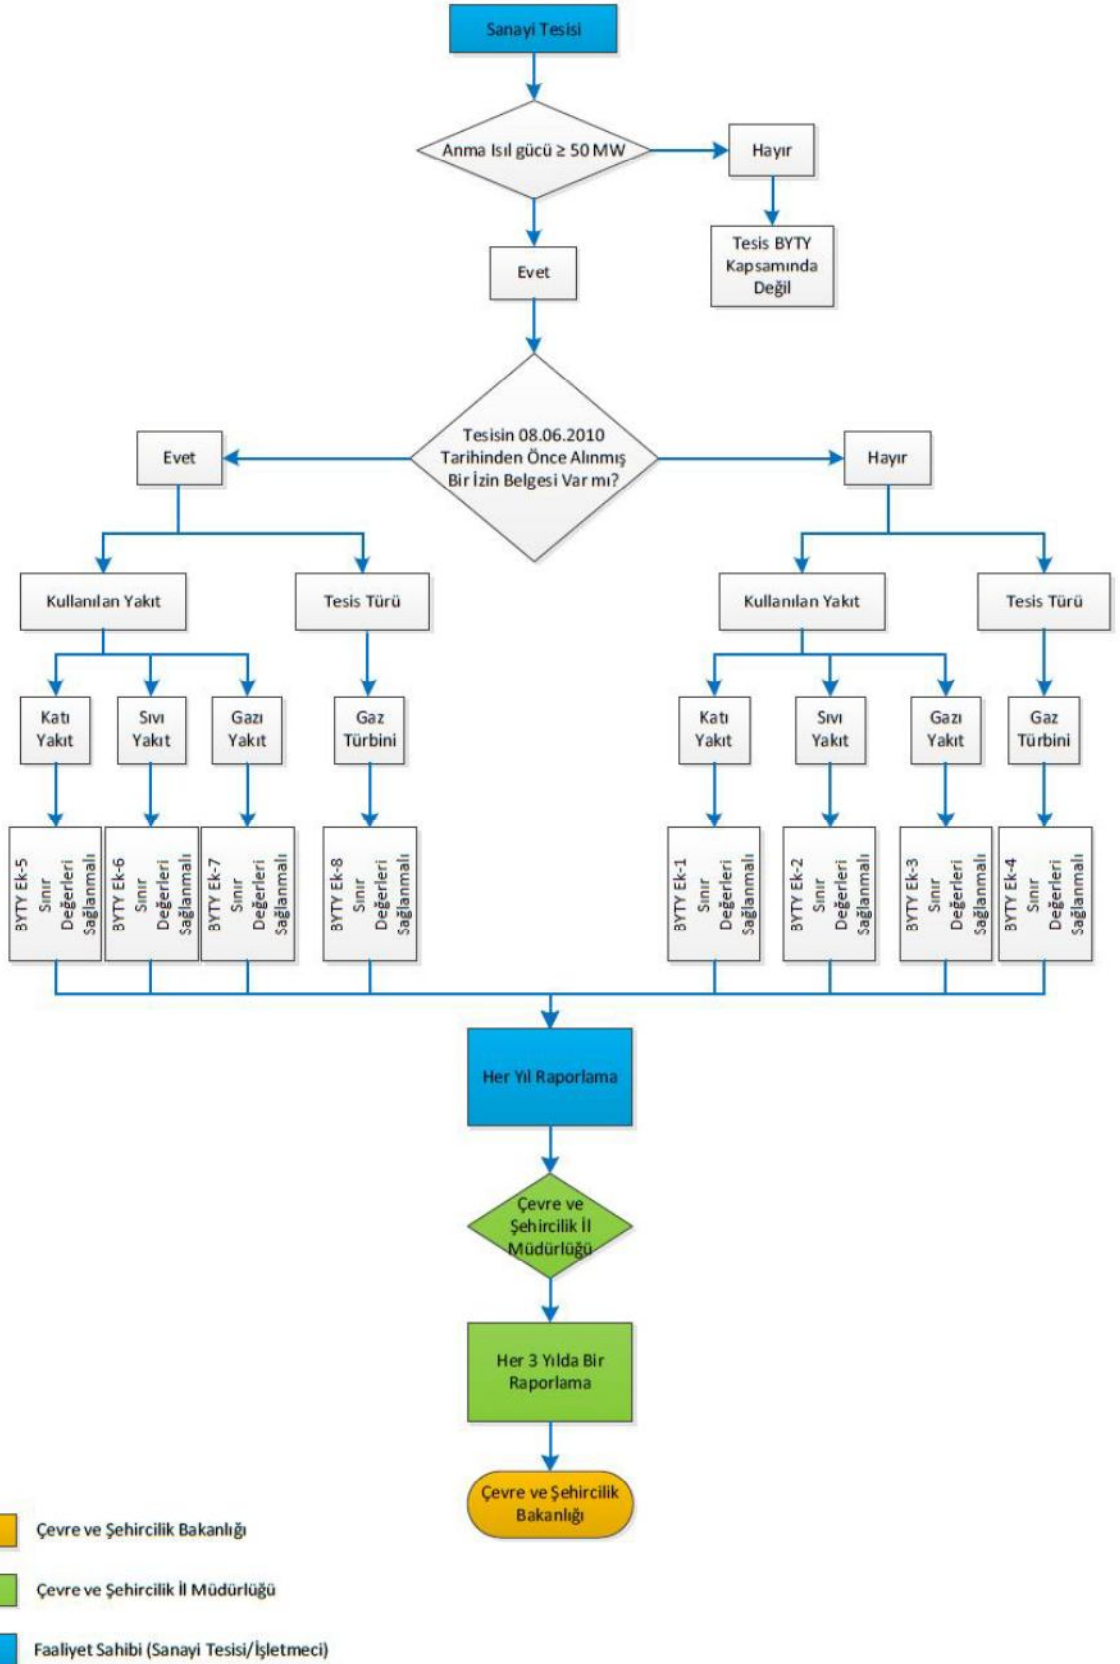 Sanayi Tesisi
Anma Isıl gücü ≥ 50 MW
Hayır
Tesis BYTY
Kapsamında
Değil
Evet
Tesisin 08.06.2010
Tarihinden Önce Alınmış
Bir İzin Belgesi Var mı?
Evet
Hayır
Kullanılan Yakıt
Tesis Türü
Kullanılan Yakıt
Tesis Türü
Katı
Yakıt
Sıvı
Yakıt
Gazı
Yakıt
Gaz
Türbini
Katı
Yakıt
Sıvı
Yakıt
Gazı
Yakıt
Gaz
Türbini
BYTY Ek-5
Sınır
Değerleri
Sağlanmalı
BYTY Ek-6
Sınır
Değerleri
Sağlanmalı
BYTY Ek-7
Sınır
Değerleri
Sağlanmalı
BYTY Ek-8
Sınır
Değerleri
Sağlanmalı
BYTY Ek-1
Sınır
Değerleri
Sağlanmalı
BYTY Ek-2
Sınır
Değerleri
Sağlanmalı
BYTY Ek-3
Sınır
Değerleri
Sağlanmalı
BYTY Ek-4
Sınır
Değerleri
Sağlanmalı
Her Yıl Raporlama
Çevre ve
Şehircilik İl
Müdürlüğü
Her 3 Yılda Bir
Raporlama
Çevre ve Şehircilik
Bakanlığı
Çevre ve Şehircilik Bakanlığı
Çevre ve Şehircilik İl Müdürlüğü
Faaliyet Sahibi (Sanayi Tesisi/İşletmeci)